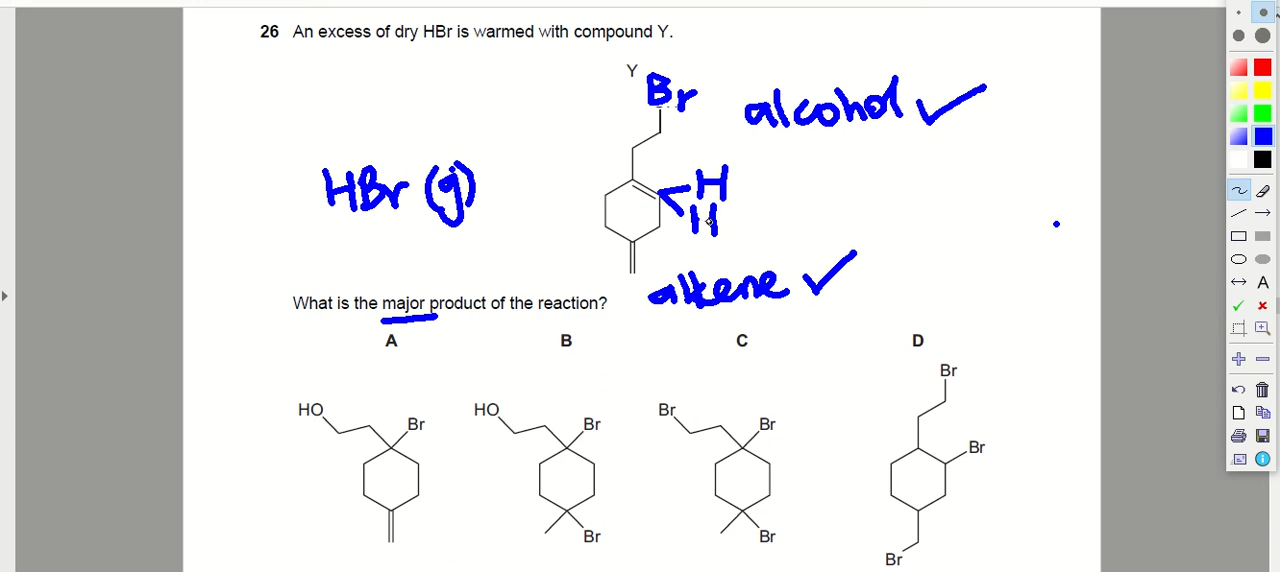 26 An excess of dry HBr is warmed with compound Y.
Y
Br
alcohol ✓
HBr (g)
H
H
alkene ✓
What is the major product of the reaction?
A B C D
Br
HO Br HO Br Br Br Br
Br Br
Br
A